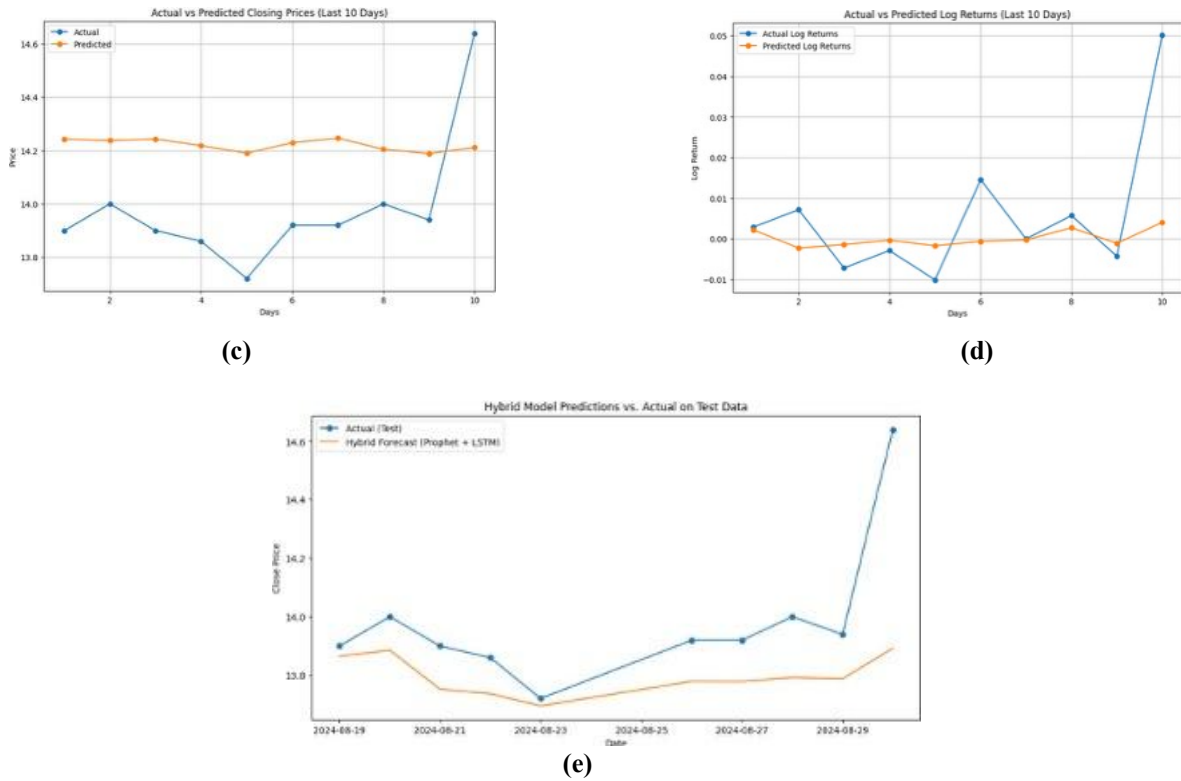 Actual vs Predicted Closing Prices (Last 10 Days)
Actual
Predicted
Price
14.6
14.4
14.2
14.0
13.8
2 4 6 8 10
Days
(c)
Actual vs Predicted Log Returns (Last 10 Days)
Actual Log Returns
Predicted Log Returns
Log Return
0.05
0.04
0.03
0.02
0.01
0.00
−0.01
2 4 6 8 10
Days
(d)
Hybrid Model Predictions vs. Actual on Test Data
Actual (Test)
Hybrid Forecast (Prophet + LSTM)
Close Price
14.6
14.4
14.2
14.0
13.8
2024-08-19 2024-08-21 2024-08-23 2024-08-25 2024-08-27 2024-08-29
Date
(e)